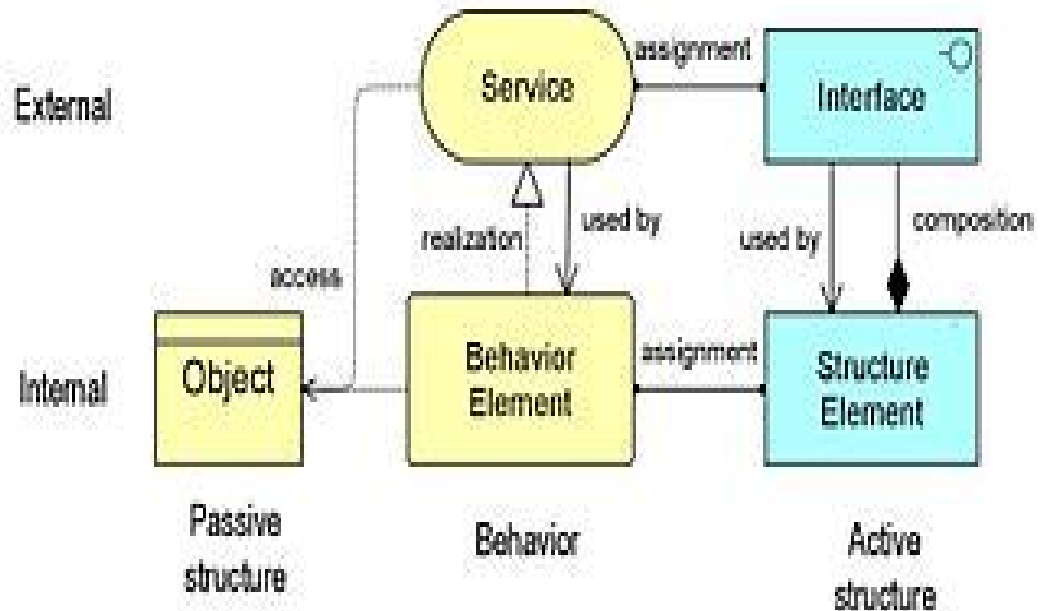 External
Service
assignment
Interface
realization
used by
used by
composition
access
Internal
Object
Behavior
Element
assignment
Structure
Element
Passive
structure
Behavior
Active
structure